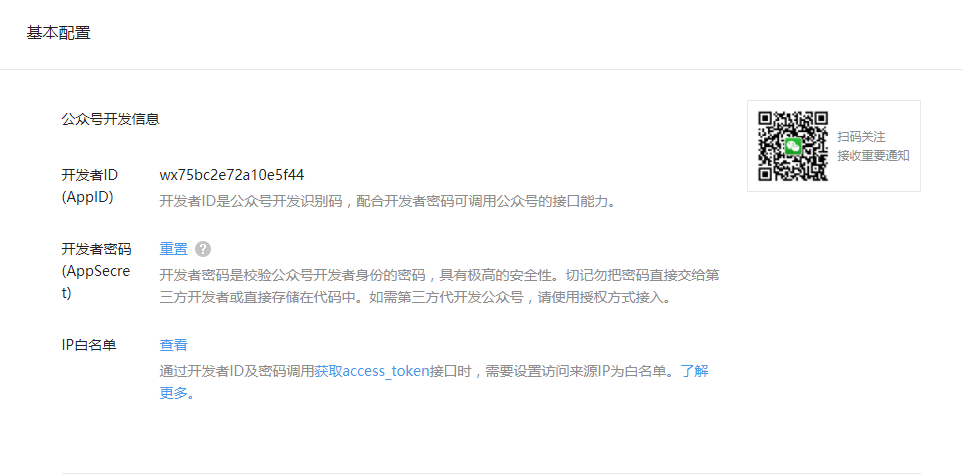 基本配置
公众号开发信息
扫码关注
接收重要通知
开发者ID
(AppID)
wx75bc2e72a10e5f44
开发者ID是公众号开发识别码，配合开发者密码可调用公众号的接口能力。
开发者密码
(AppSecre
t)
重置 ?
开发者密码是校验公众号开发者身份的密码，具有极高的安全性。切记勿把密码直接交给第
三方开发者或直接存储在代码中。如需第三方代开发公众号，请使用授权方式接入。
IP白名单
查看
通过开发者ID及密码调用获取access_token接口时，需要设置访问来源IP为白名单。了解
更多。